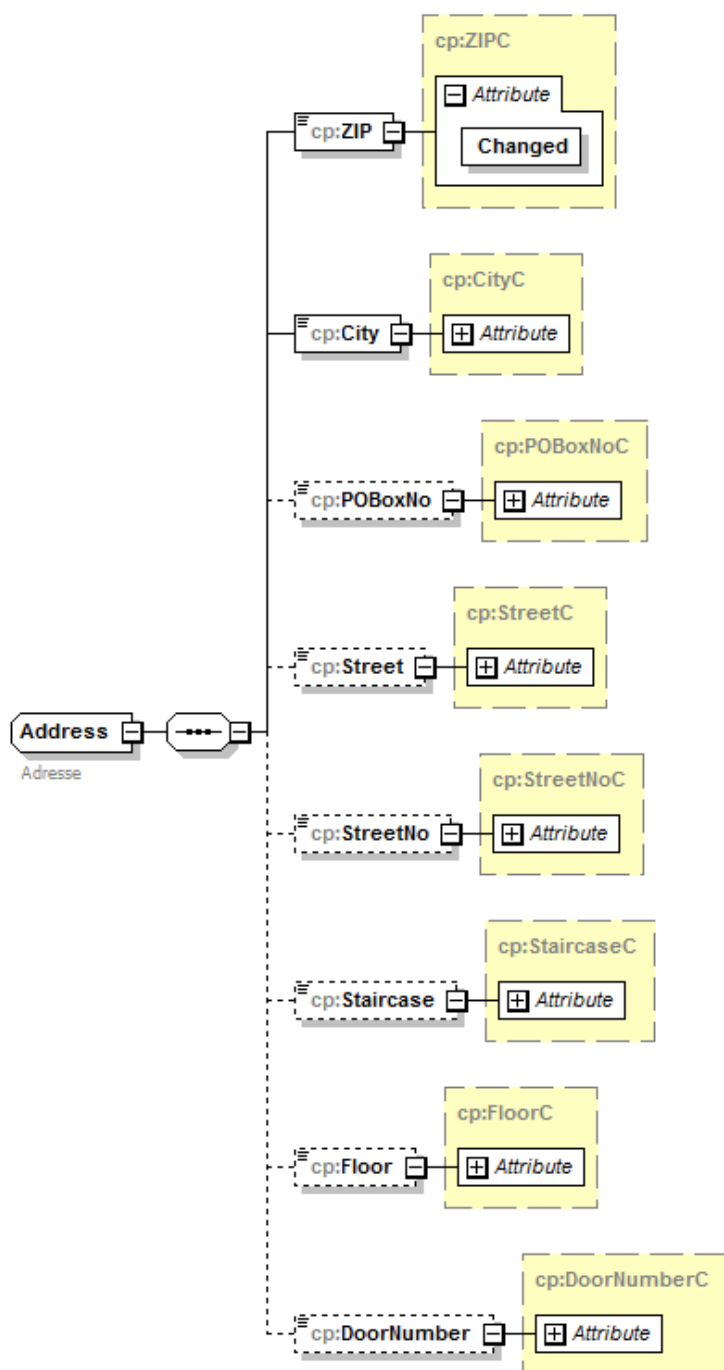 cp:ZIPC
Attribute
cp:ZIP
Changed
cp:CityC
cp:City
Attribute
cp:POBoxNoC
cp:POBoxNo
Attribute
cp:StreetC
cp:Street
Attribute
Address
Adresse
cp:StreetNoC
cp:StreetNo
Attribute
cp:StaircaseC
cp:Staircase
Attribute
cp:FloorC
cp:Floor
Attribute
cp:DoorNumberC
cp:DoorNumber
Attribute